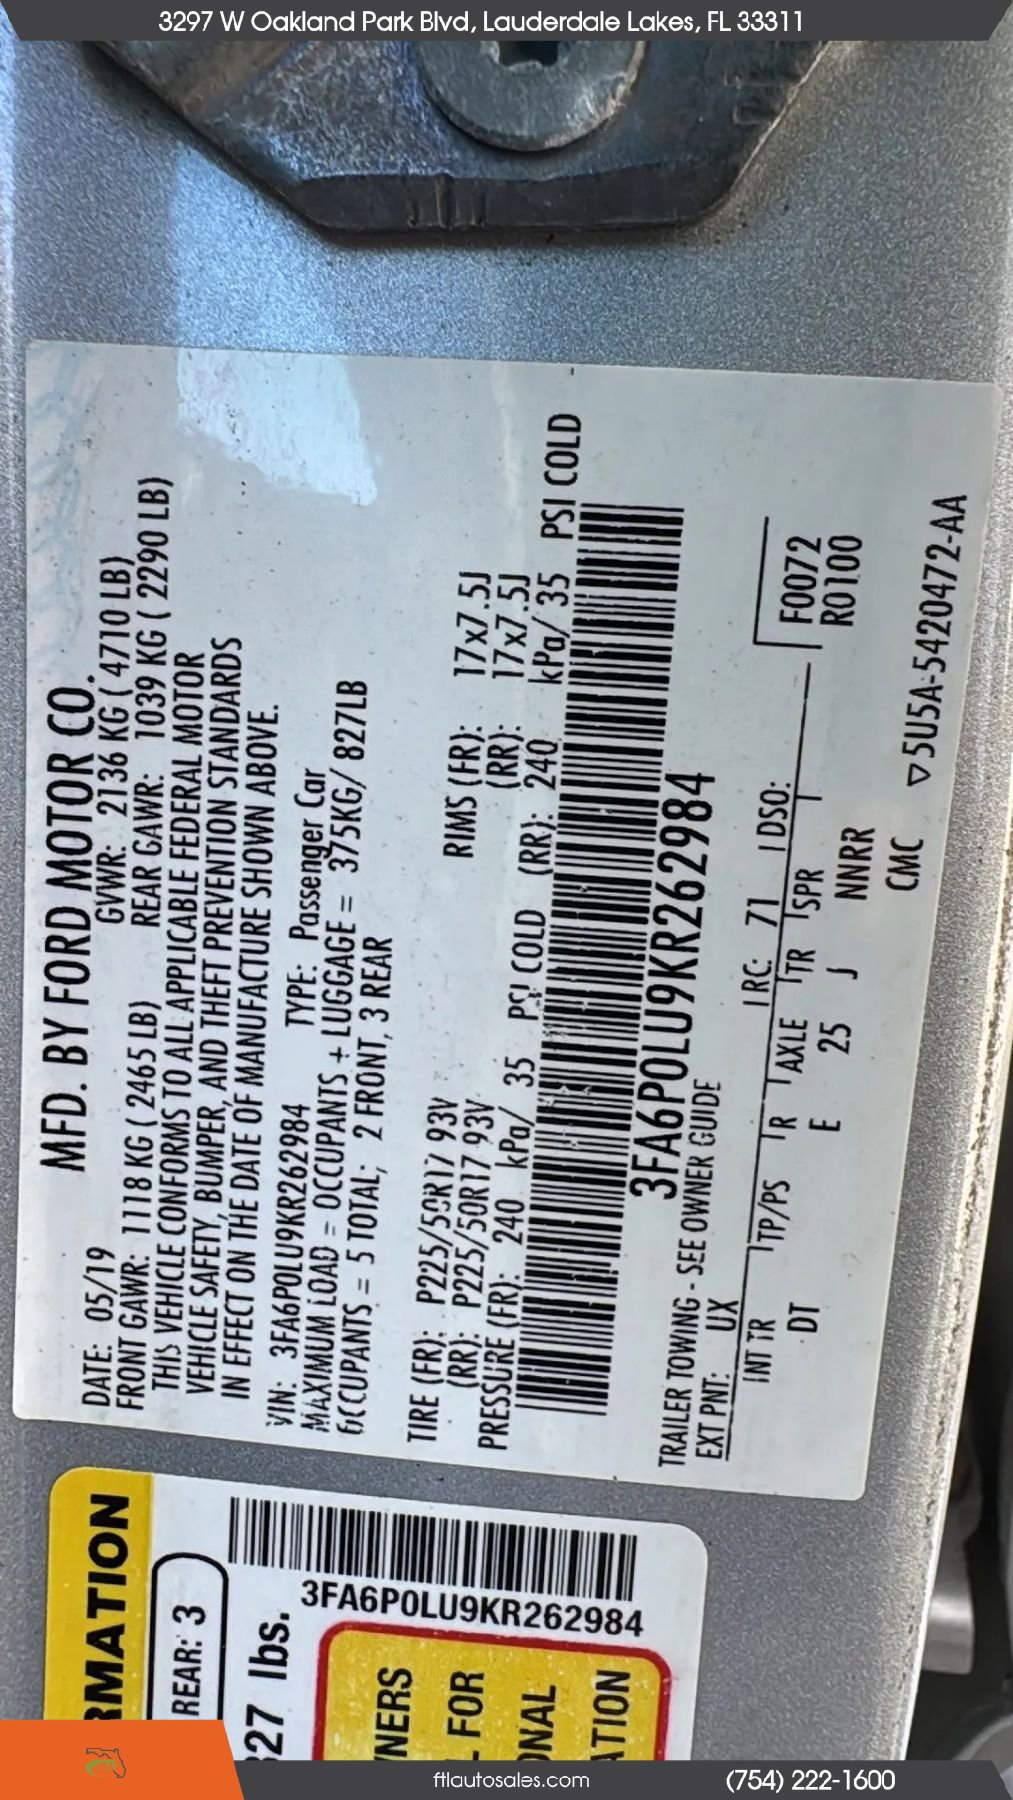 3297 W Oakland Park Blvd, Lauderdale Lakes, FL 33311
MFD. BY FORD MOTOR CO.
DATE: 05/19 GVWR: 2136 KG ( 4710 LB)
FRONT GAWR: 1118 KG ( 2465 LB) REAR GAWR: 1039 KG ( 2290 LB)
THIS VEHICLE CONFORMS TO ALL APPLICABLE FEDERAL MOTOR
VEHICLE SAFETY, BUMPER, AND THEFT PREVENTION STANDARDS
IN EFFECT ON THE DATE OF MANUFACTURE SHOWN ABOVE.
VIN: 3FA6P0LU9KR262984 TYPE: Passenger Car
MAXIMUM LOAD = OCCUPANTS + LUGGAGE = 375KG/ 827LB
OCCUPANTS = 5 TOTAL; 2 FRONT, 3 REAR
TIRE (FR): P225/50R17 93V RIMS (FR): 17x7.5J
(RR): P225/50R17 93V (RR): 17x7.5J
PRESSURE (FR): 240 kPa/ 35 PSI COLD (RR): 240 kPa/ 35 PSI COLD
3FA6P0LU9KR262984
TRAILER TOWING - SEE OWNER GUIDE
EXT PNT: UX RC: 71 DSO: F0072
INT TR TP/PS R AXLE TR SPR R0100
DT E 25 J NNRR
CMC ▽5U5A-5420472-AA
RMATION
REAR: 3
327 lbs.
3FA6P0LU9KR262984
NERS
L FOR
ONAL
ATION
ftlautosales.com
(754) 222-1600